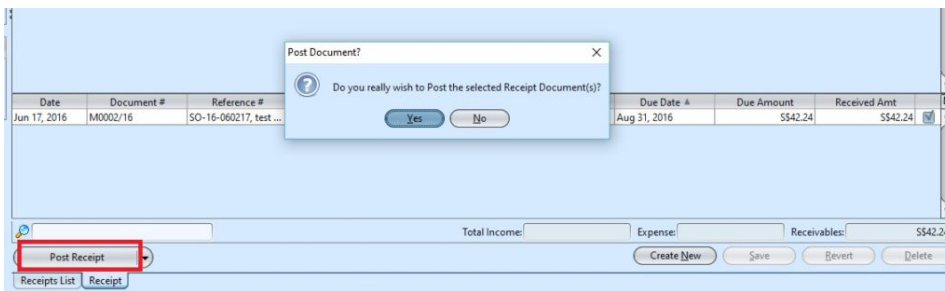 Post Document?
Do you really wish to Post the selected Receipt Document(s)?
Yes No
Date Document # Reference # Due Date Due Amount Received Amt
Jun 17, 2016 M0002/16 SO-16-060217, test ... Aug 31, 2016 S$42.24 S$42.24
Total Income: Expense: Receivables: S$42.2
Post Receipt Create New Save Revert Delete
Receipts List Receipt